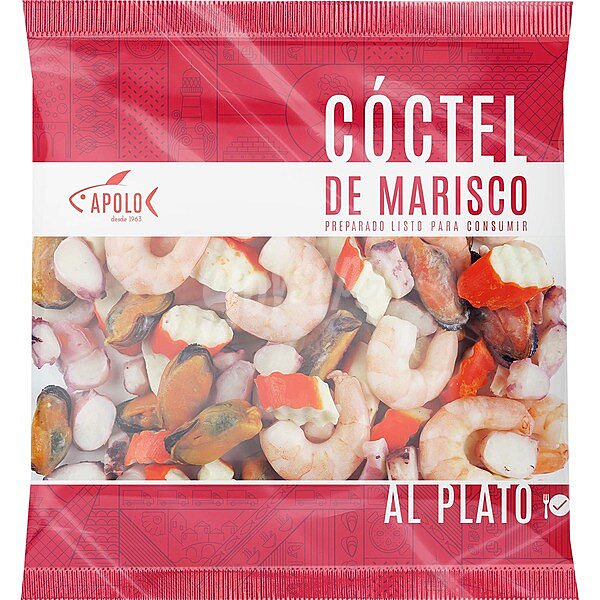 CÓCTEL
DE MARISCO
PREPARADO LISTO PARA CONSUMIR
APOLO
desde 1963
AL PLATO